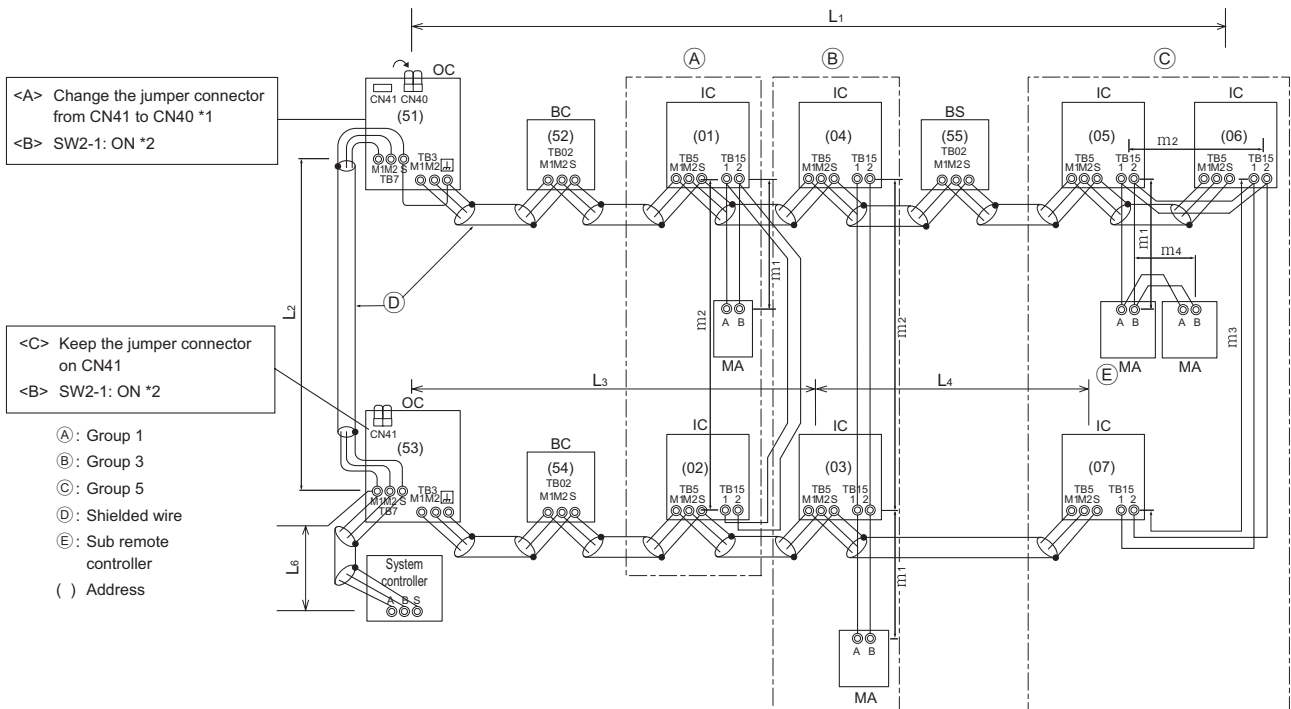 L1
A
B
C
<A> Change the jumper connector
from CN41 to CN40 *1
<B> SW2-1: ON *2
OC
CN41 CN40
(51)
M1M2 S
TB7
TB3
M1M2
BC
(52)
TB02
M1M2S
IC
(01)
TB5
M1M2S
TB15
1 2
IC
(04)
TB5
M1M2S
TB15
1 2
BS
(55)
TB02
M1M2S
IC
(05)
TB5
M1M2S
TB15
1 2
IC
(06)
TB5
M1M2S
TB15
1 2
m2
L2
D
m2
m1
A B
MA
m2
m1
m4
m3
A B
MA
A B
MA
E
<C> Keep the jumper connector
on CN41
<B> SW2-1: ON *2
L3
L4
OC
CN41
(53)
M1M2 S
TB7
TB3
M1M2
BC
(54)
TB02
M1M2S
IC
(02)
TB5
M1M2S
TB15
1 2
IC
(03)
TB5
M1M2S
TB15
1 2
IC
(07)
TB5
M1M2S
TB15
1 2
A: Group 1
B: Group 3
C: Group 5
D: Shielded wire
E: Sub remote
controller
( ) Address
L6
System
controller
A B S
m1
A B
MA